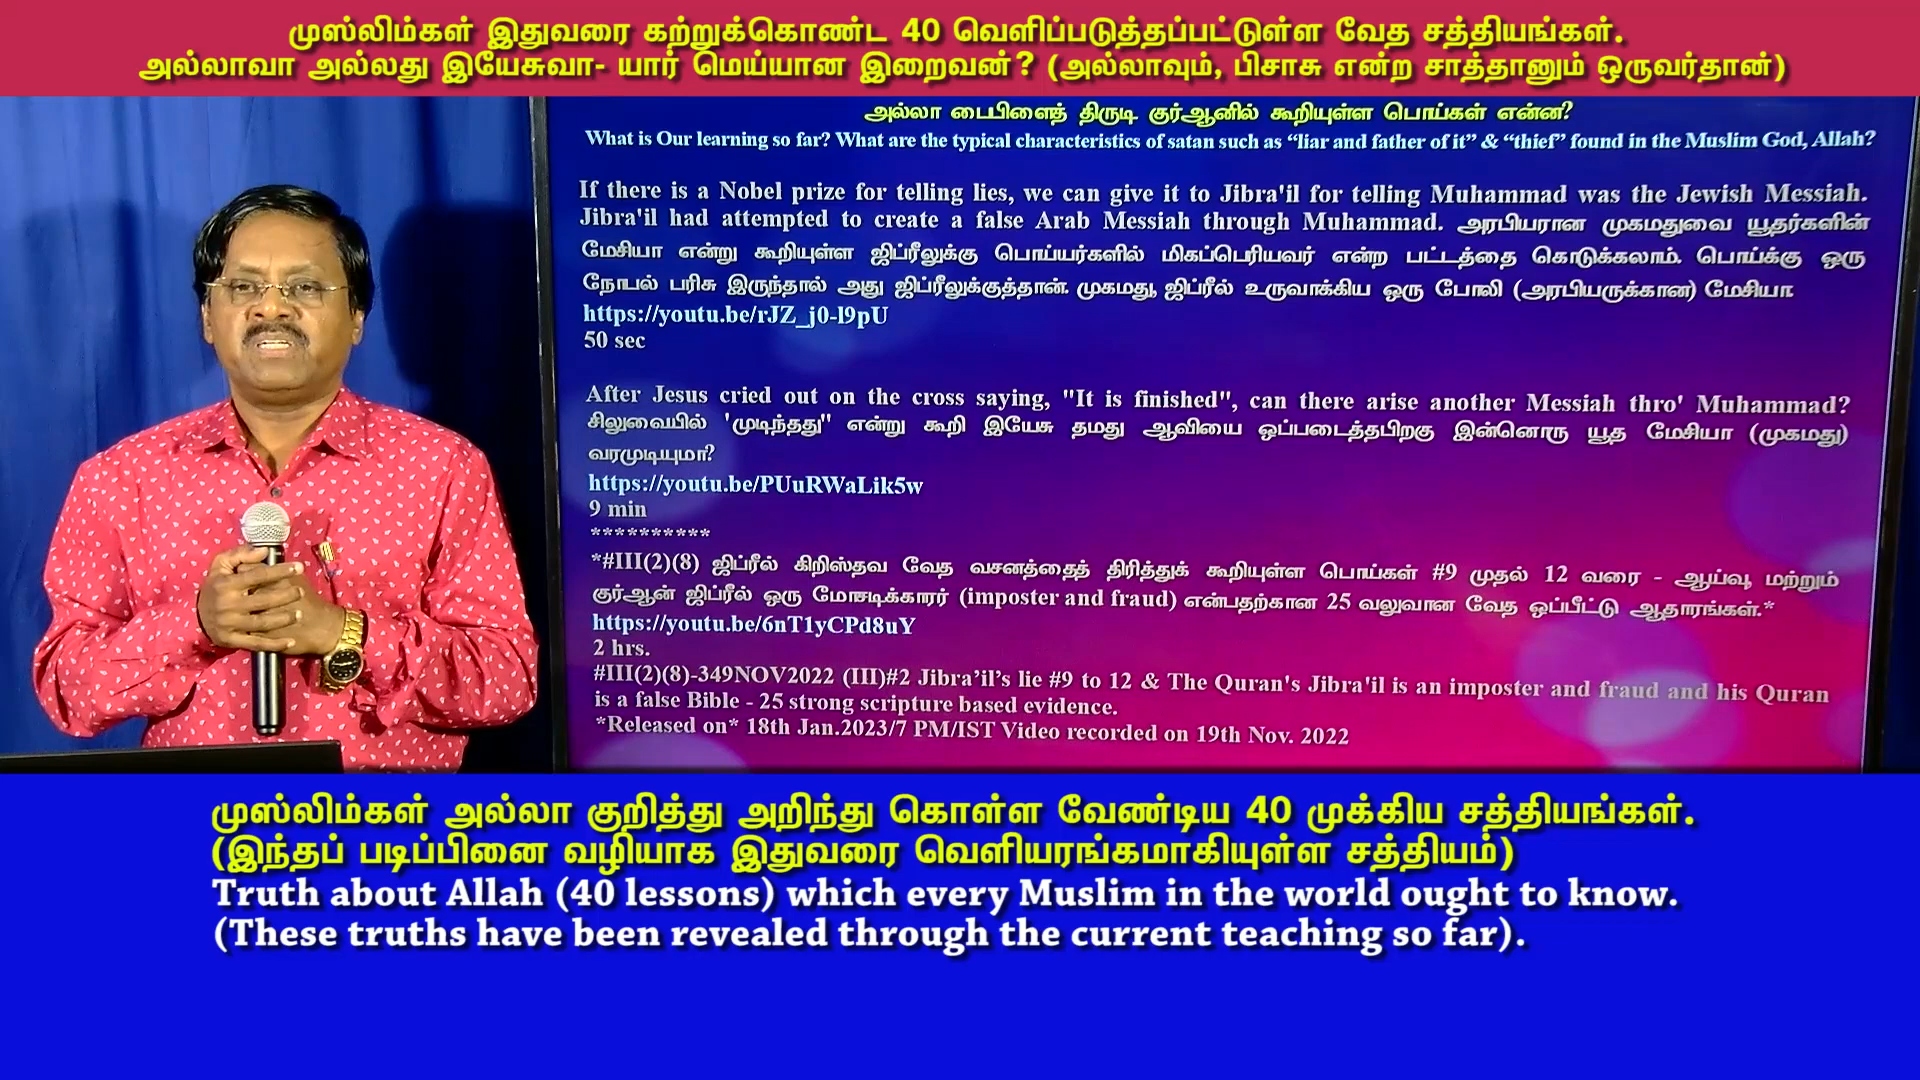 முஸ்லிம்கள் இதுவரை கற்றுக்கொண்ட 40 வெளிப்படுத்தப்பட்டுள்ள வேத சத்தியங்கள்.
அல்லாவா அல்லது இயேசுவா- யார் மெய்யான இறைவன்? (அல்லாவும், பிசாசு என்ற சாத்தானும் ஒருவர்தான்)
அல்லா பைபிளைத் திருடி குர்ஆனில் கூறியுள்ள பொய்கள் என்ன?
What is Our learning so far? What are the typical characteristics of satan such as “liar and father of it” & “thief” found in the Muslim God, Allah?
If there is a Nobel prize for telling lies, we can give it to Jibra'il for telling Muhammad was the Jewish Messiah.
Jibra'il had attempted to create a false Arab Messiah through Muhammad. அரபியரான முகமதுவை யூதர்களின்
மேசியா என்று கூறியுள்ள ஜிப்ரீலுக்கு பொய்யர்களில் மிகப்பெரியவர் என்ற பட்டத்தை கொடுக்கலாம். பொய்க்கு ஒரு
நோபல் பரிசு இருந்தால் அது ஜிப்ரீலுக்குத்தான். முகமது, ஜிப்ரீல் உருவாக்கிய ஒரு போலி (அரபியருக்கான) மேசியா.
https://youtu.be/rJZ_j0-l9pU
50 sec
After Jesus cried out on the cross saying, "It is finished", can there arise another Messiah thro' Muhammad?
சிலுவையில் 'முடிந்தது" என்று கூறி இயேசு தமது ஆவியை ஒப்படைத்தபிறகு இன்னொரு யூத மேசியா (முகமது)
வரமுடியுமா?
https://youtu.be/PUuRWaLik5w
9 min
**********
*#III(2)(8) ஜிப்ரீல் கிறிஸ்தவ வேத வசனத்தைத் திரித்துக் கூறியுள்ள பொய்கள் #9 முதல் 12 வரை - ஆய்வு மற்றும்
குர்ஆன் ஜிப்ரீல் ஒரு மோசடிக்காரர் (imposter and fraud) என்பதற்கான 25 வலுவான வேத ஒப்பீட்டு ஆதாரங்கள்.*
https://youtu.be/6nT1yCPd8uY
2 hrs.
#III(2)(8)-349NOV2022 (III)#2 Jibra’il’s lie #9 to 12 & The Quran's Jibra'il is an imposter and fraud and his Quran
is a false Bible - 25 strong scripture based evidence.
*Released on* 18th Jan.2023/7 PM/IST Video recorded on 19th Nov. 2022
முஸ்லிம்கள் அல்லா குறித்து அறிந்து கொள்ள வேண்டிய 40 முக்கிய சத்தியங்கள்.
(இந்தப் படிப்பினை வழியாக இதுவரை வெளியரங்கமாகியுள்ள சத்தியம்)
Truth about Allah (40 lessons) which every Muslim in the world ought to know.
(These truths have been revealed through the current teaching so far).